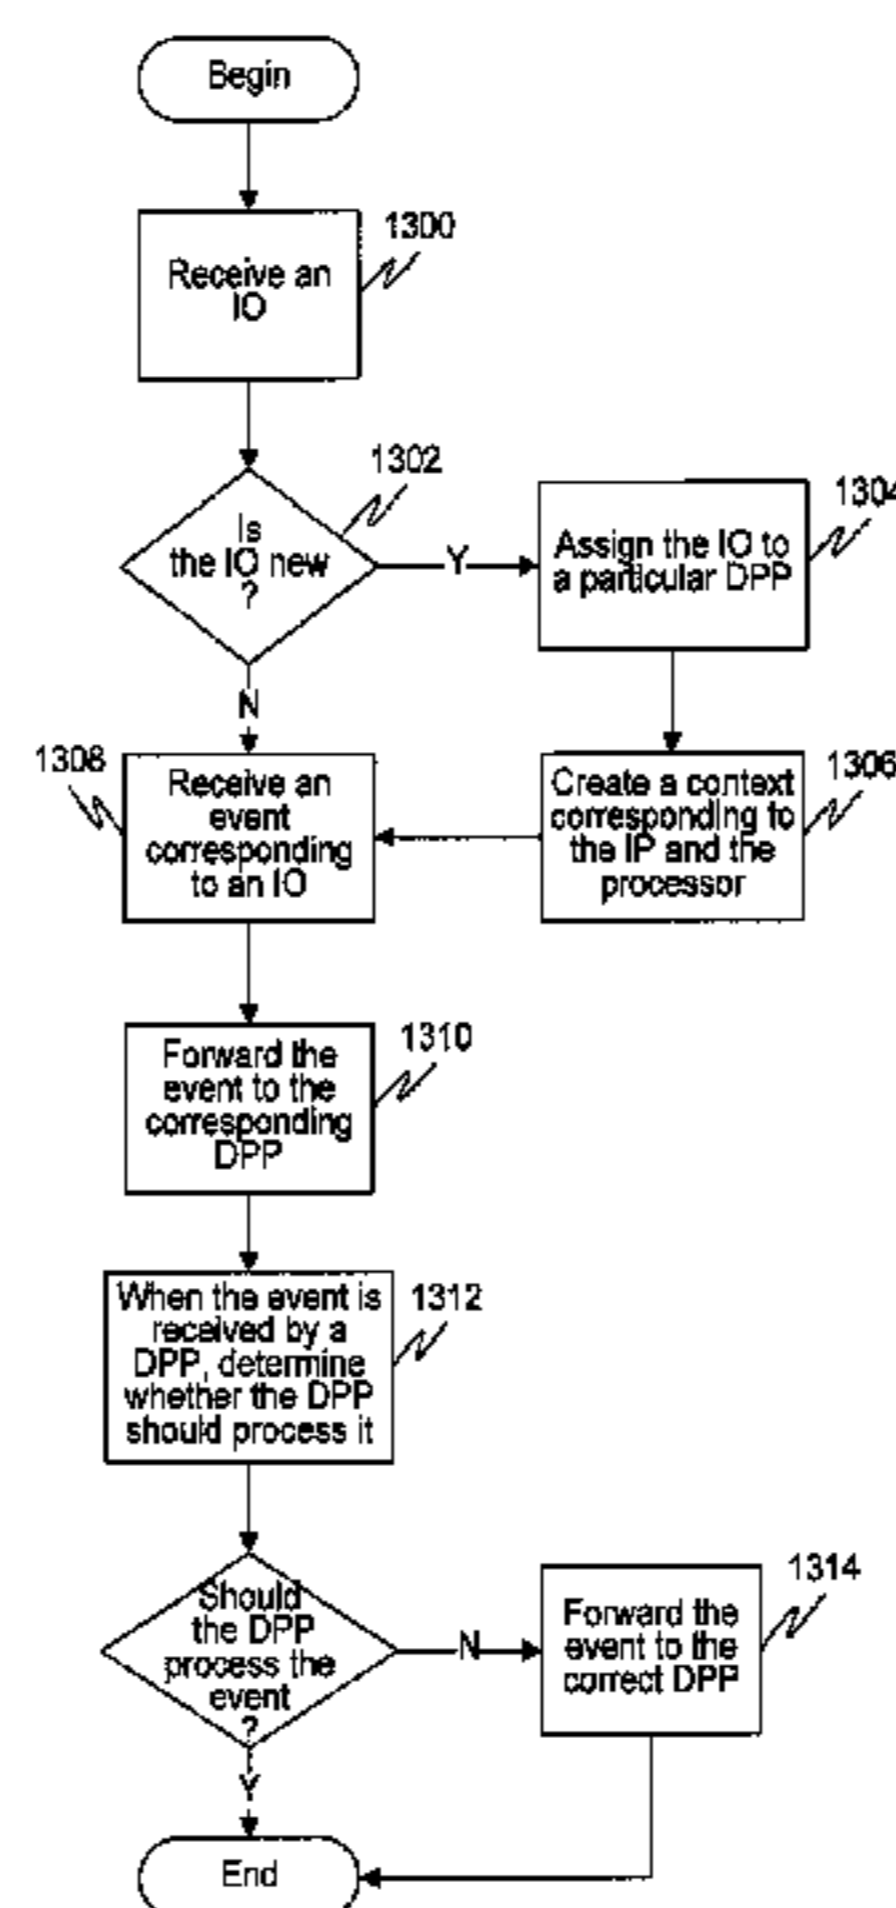 Begin
1300
Receive an
IO
1302
Is
the IO new
?
Y
1304
Assign the IO to
a particular DPP
N
1306
Create a context
corresponding to
the IP and the
processor
1308
Receive an
event
corresponding
to an IO
1310
Forward the
event to the
corresponding
DPP
1312
When the event is
received by a
DPP, determine
whether the DPP
should process it
Should
the DPP
process the
event
?
N
1314
Forward the
event to the
correct DPP
Y
End